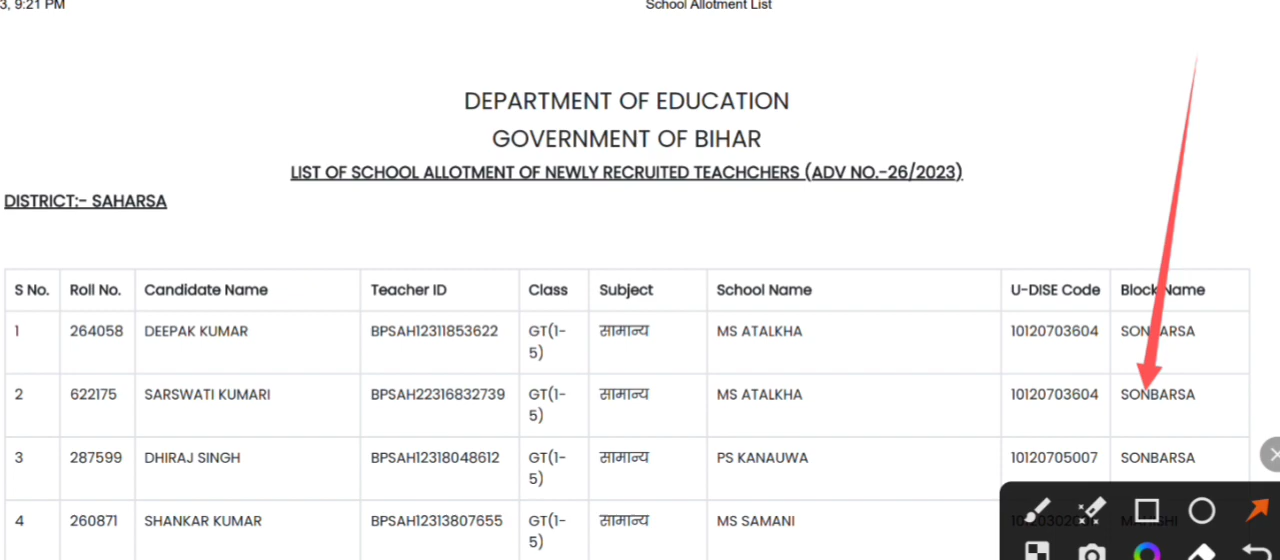 3, 9:21 PM School Allotment List
DEPARTMENT OF EDUCATION
GOVERNMENT OF BIHAR
LIST OF SCHOOL ALLOTMENT OF NEWLY RECRUITED TEACHCHERS (ADV NO.-26/2023)
DISTRICT:- SAHARSA
S No. Roll No. Candidate Name Teacher ID Class Subject School Name U-DISE Code Block Name
1 264058 DEEPAK KUMAR BPSAH12311853622 GT(1-5) सामान्य MS ATALKHA 10120703604 SONBARSA
2 622175 SARSWATI KUMARI BPSAH22316832739 GT(1-5) सामान्य MS ATALKHA 10120703604 SONBARSA
3 287599 DHIRAJ SINGH BPSAH12318048612 GT(1-5) सामान्य PS KANAUWA 10120705007 SONBARSA
4 260871 SHANKAR KUMAR BPSAH12313807655 GT(1-5) सामान्य MS SAMANI